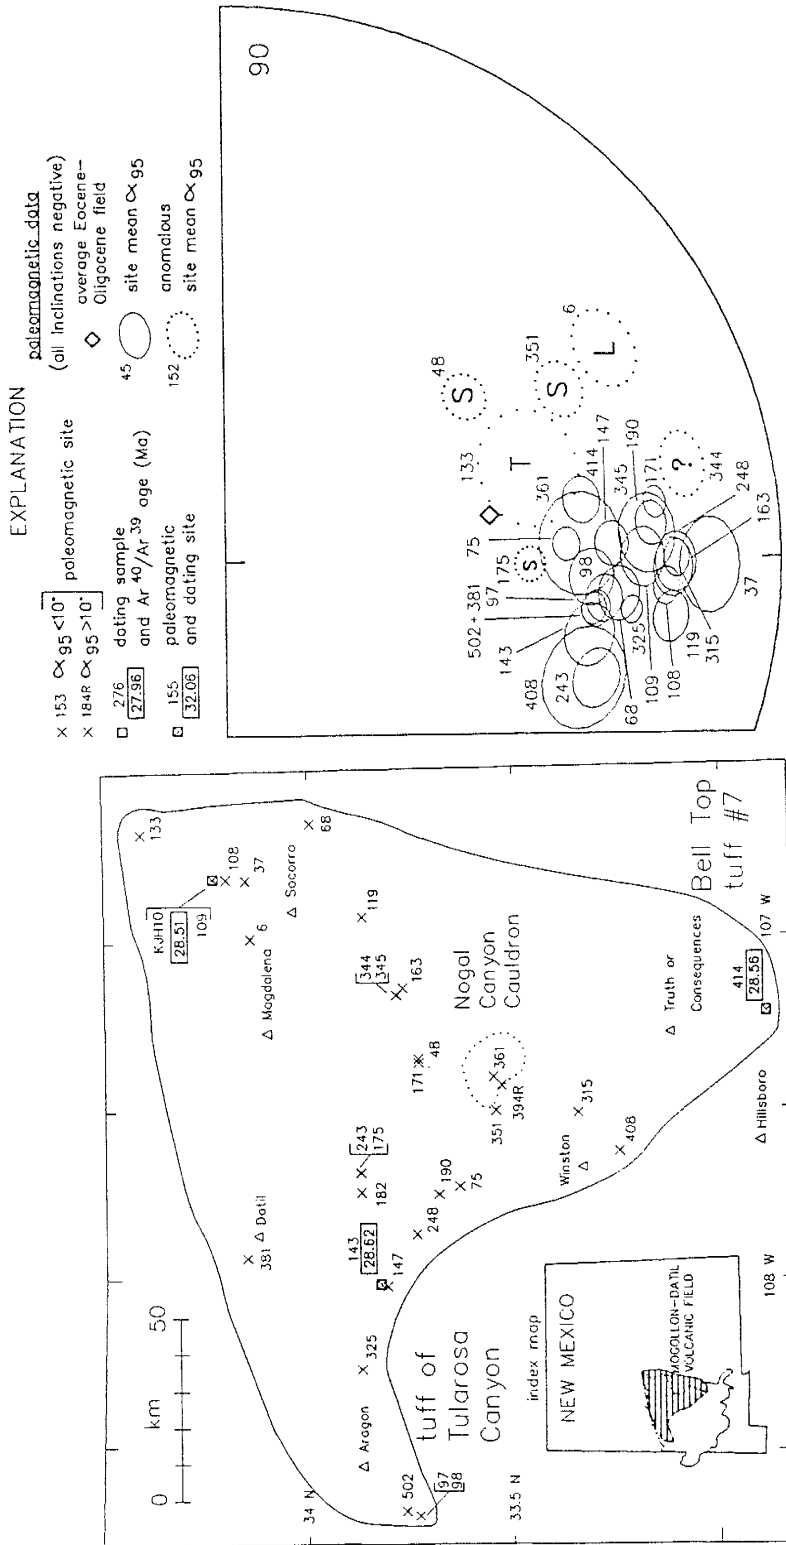 EXPLANATION
× 153 ∝95 <10° paleomagnetic site
× 184R ∝95 >10°
276 dating sample
27.96 and Ar 40/Ar 39 age (Ma)
155 paleomagnetic
32.06 and dating site
paleomagnetic data
(all inclinations negative)
average Eocene-
Oligocene field
45 site mean ∝95
anomalous
152 site mean ∝95
90
48
S
351
6
S
L
133
T
361
414
147
345
190
171
?
344
248
163
37
75
175
s
98
502+381
97
143
408
243
68
325
109
108
119
315
0 km 50
133
KJH10
28.51
109
108
37
6
Socorro
68
Magdalena
119
344
345
163
Nogal
Canyon
Cauldron
171
48
361
394R
351
Datil
381
243
175
182
143
28.62
147
190
75
248
Winston
315
408
Truth or
Consequences
Bell Top
tuff #7
414
28.56
107 W
Hillsboro
108 W
325
Aragon
tuff of
Tularosa
Canyon
34 N
502
97
98
33.5 N
index map
NEW MEXICO
MOGOLLON-DATIL
VOLCANIC FIELD